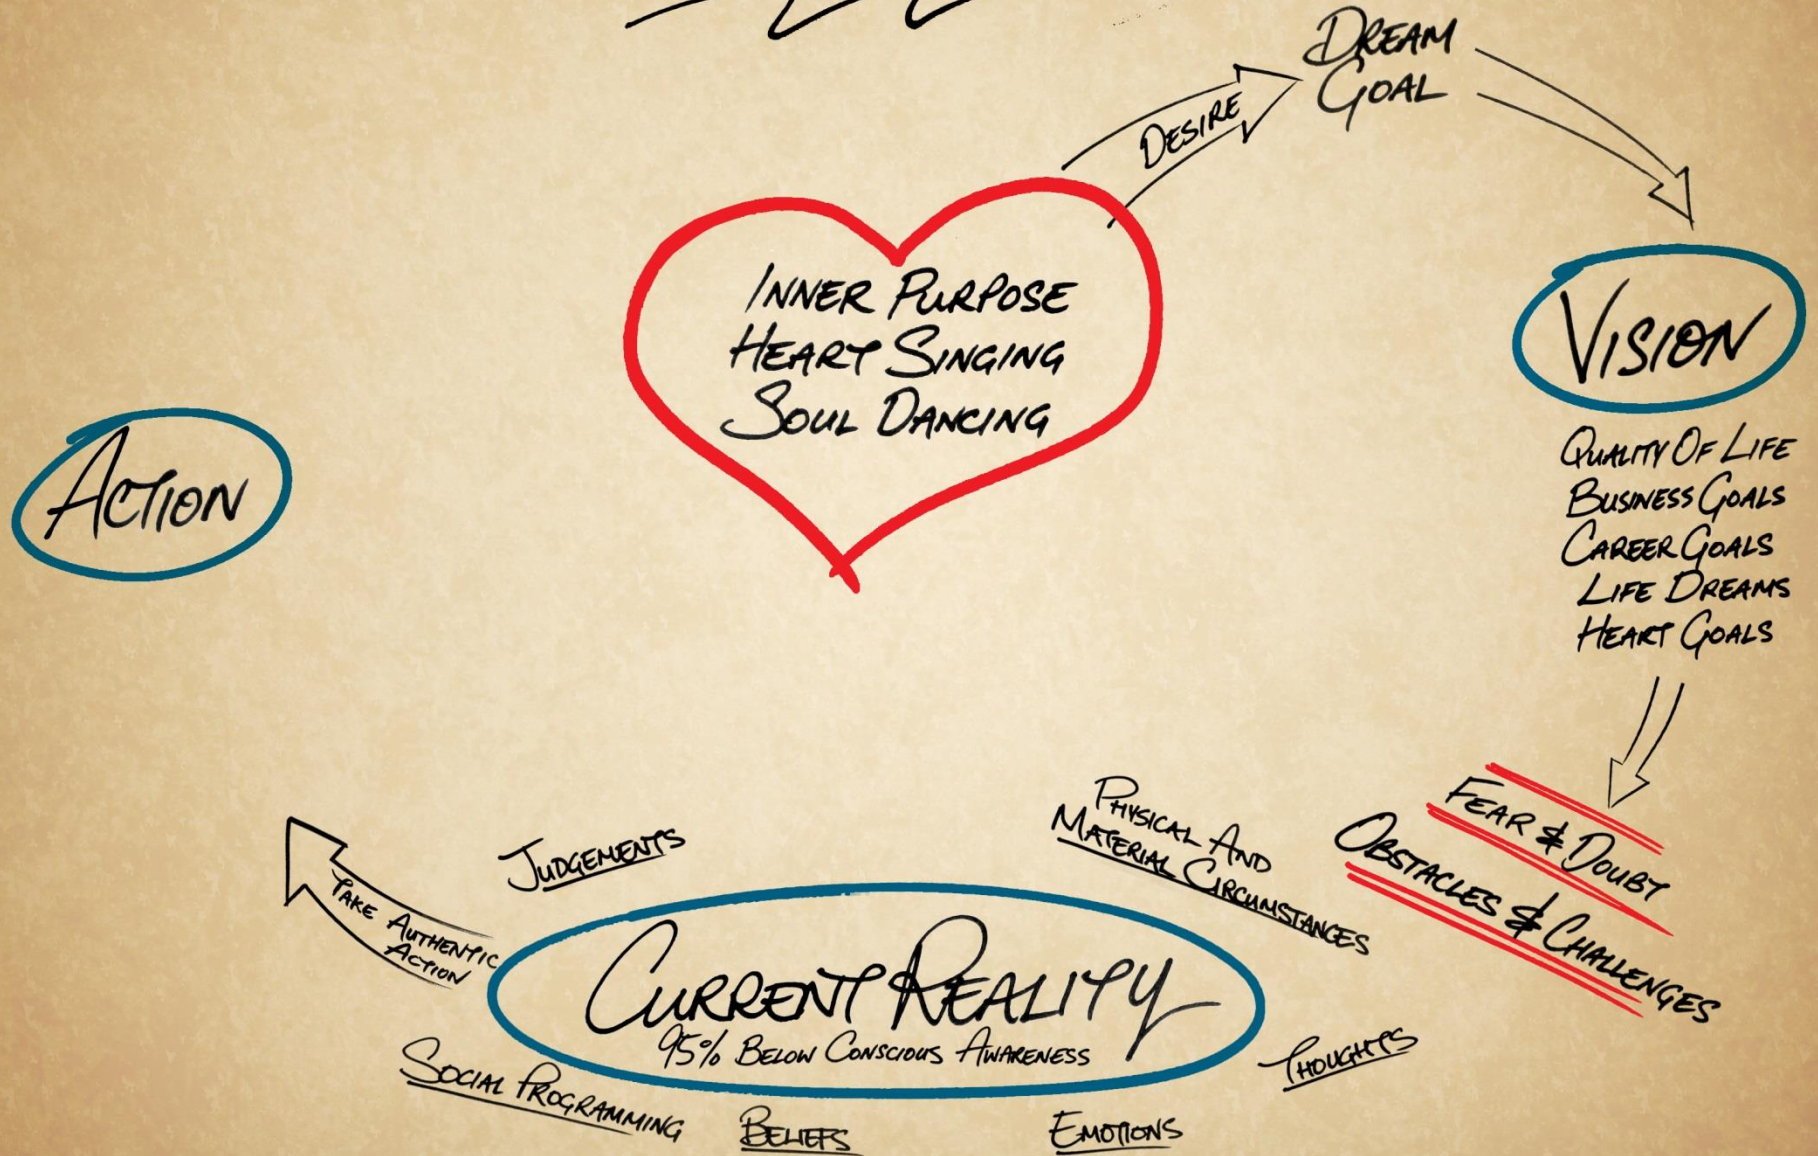 DREAM
GOAL
DESIRE
INNER PURPOSE
HEART SINGING
SOUL DANCING
VISION
QUALITY OF LIFE
BUSINESS GOALS
CAREER GOALS
LIFE DREAMS
HEART GOALS
ACTION
FEAR & DOUBT
OBSTACLES & CHALLENGES
PHYSICAL AND
MATERIAL CIRCUMSTANCES
JUDGEMENTS
TAKE AUTHENTIC
ACTION
CURRENT REALITY
95% BELOW CONSCIOUS AWARENESS
THOUGHTS
SOCIAL PROGRAMMING
BELIEFS
EMOTIONS